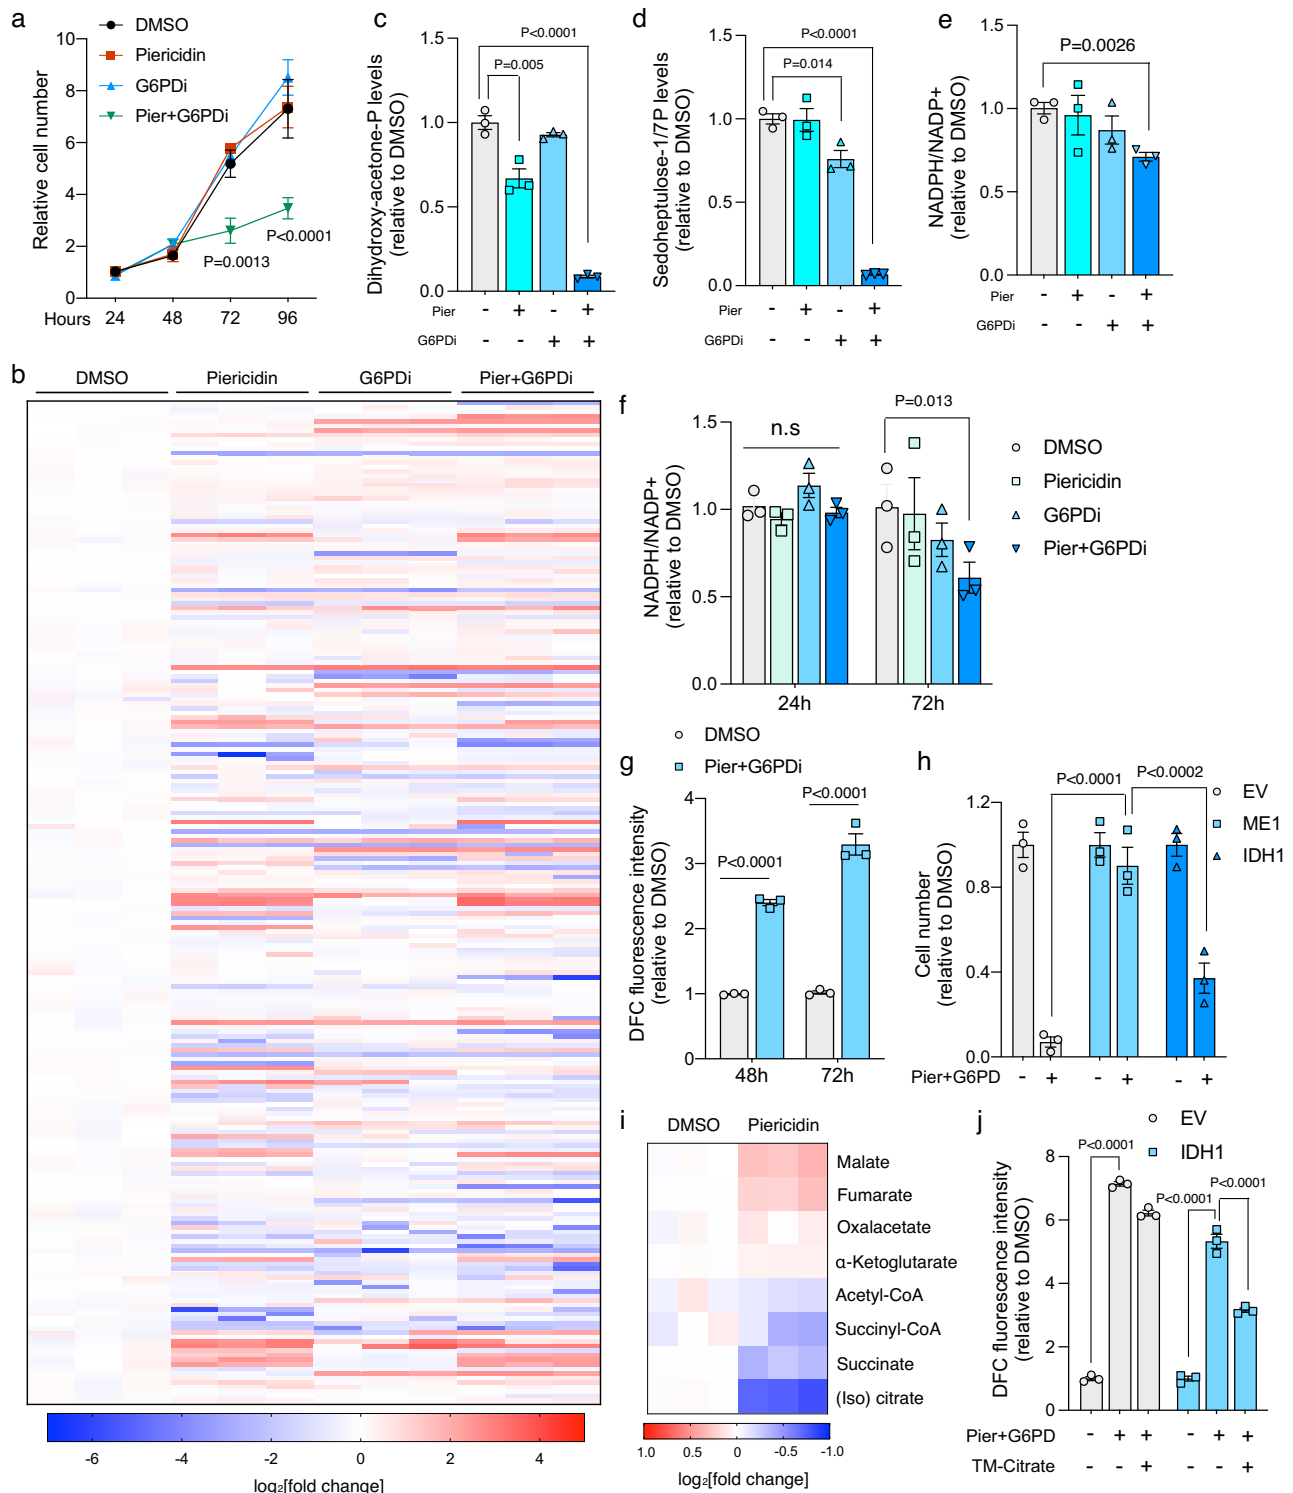 a
DMSO
Piericidin
G6PDi
Pier+G6PDi
10
8
6
4
2
0
Relative cell number
P=0.0013
P<0.0001
Hours 24 48 72 96
c
1.5
1.0
0.5
0.0
Dihydroxy-acetone-P levels
(relative to DMSO)
P<0.0001
P=0.005
Pier - + - +
G6PDi - - + +
d
1.5
1.0
0.5
0.0
Sedoheptulose-1/7P levels
(relative to DMSO)
P<0.0001
P=0.014
Pier - + - +
G6PDi - - + +
e
1.5
1.0
0.5
0.0
NADPH/NADP+
(relative to DMSO)
P=0.0026
Pier - + - +
G6PDi - - + +
b
DMSO Piericidin G6PDi Pier+G6PDi
-6 -4 -2 0 2 4
log₂[fold change]
f
1.5
1.0
0.5
0.0
NADPH/NADP+
(relative to DMSO)
n.s
P=0.013
24h 72h
DMSO
Piericidin
G6PDi
Pier+G6PDi
g
DMSO
Pier+G6PDi
4
3
2
1
0
DFC fluorescence intensity
(relative to DMSO)
P<0.0001
P<0.0001
48h 72h
h
1.2
0.8
0.4
0.0
Cell number
(relative to DMSO)
P<0.0001
P<0.0002
EV
ME1
IDH1
Pier+G6PD - + - + - +
i
DMSO Piericidin
Malate
Fumarate
Oxalacetate
α-Ketoglutarate
Acetyl-CoA
Succinyl-CoA
Succinate
(Iso) citrate
1.0 0.5 0 -0.5 -1.0
log₂[fold change]
j
EV
IDH1
8
6
4
2
0
DFC fluorescence intensity
(relative to DMSO)
P<0.0001
P<0.0001
P<0.0001
Pier+G6PD - + + - + +
TM-Citrate - - + - - +